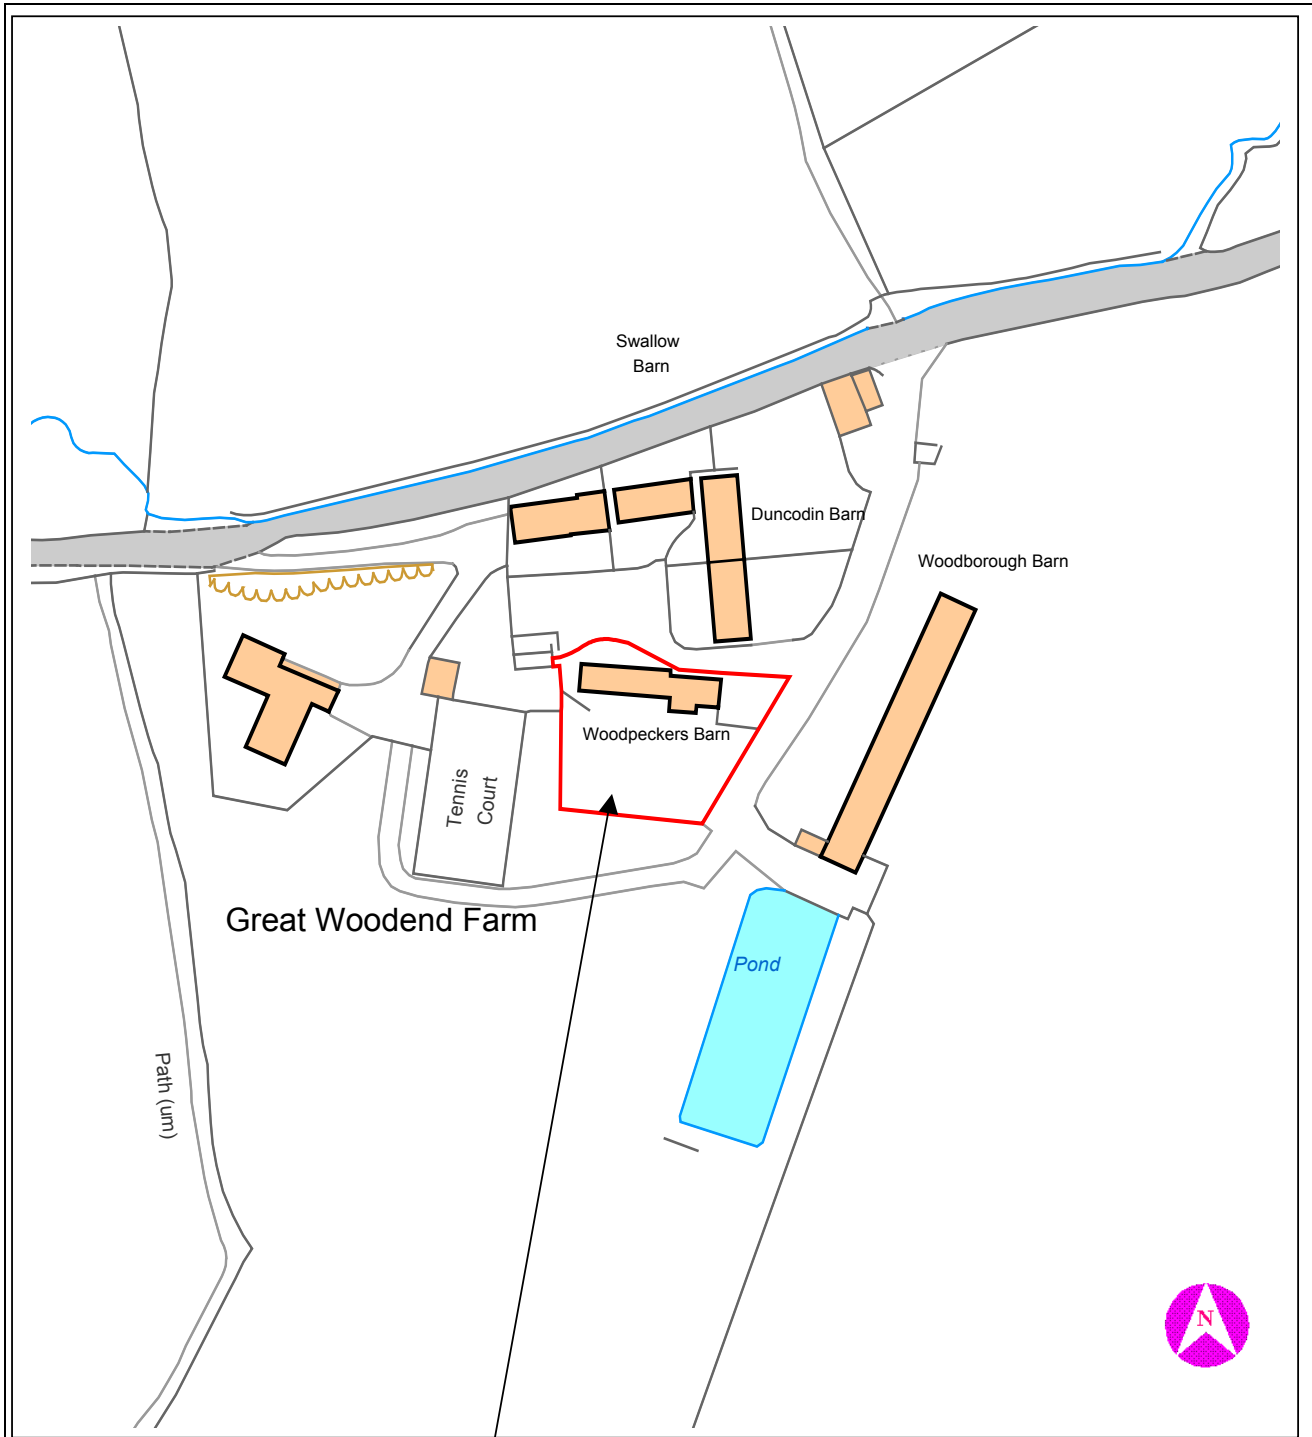 Swallow
Barn
Duncodin Barn
Woodborough Barn
Woodpeckers Barn
Tennis
Court
Great Woodend Farm
Pond
Path (um)
N